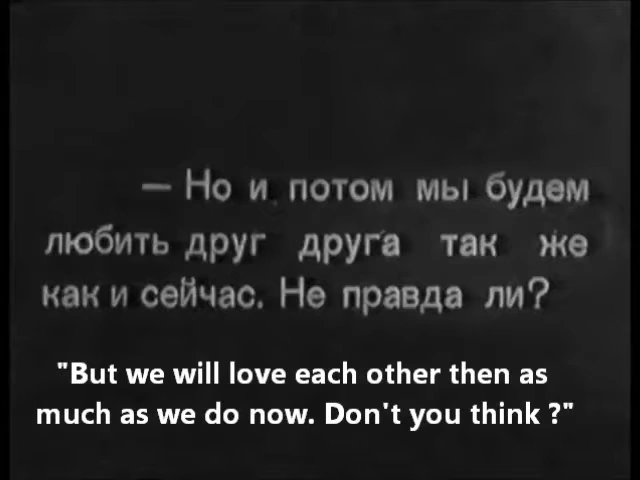 — Но и потом мы будем
любить друг друга так же
как и сейчас. Не правда ли?
"But we will love each other then as
much as we do now. Don't you think ?"